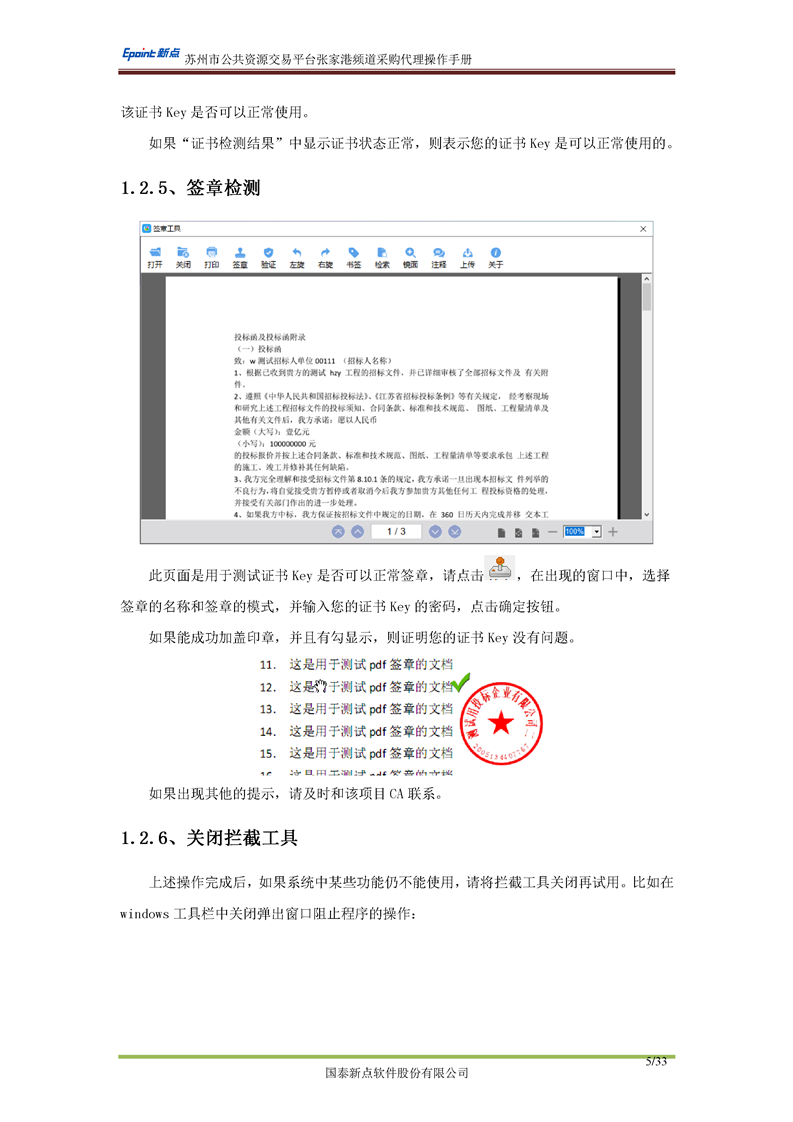 Epoint新点 苏州市公共资源交易平台张家港频道采购代理操作手册
该证书 Key 是否可以正常使用。
如果“证书检测结果”中显示证书状态正常，则表示您的证书 Key 是可以正常使用的。
1.2.5、签章检测
签章工具
打开 关闭 打印 签章 验证 左旋 右旋 书签 检索 镜面 注释 上传 关于
投标函及投标函附录
（一）投标函
致：w 测试招标人单位 00111 （招标人名称）
1、根据已收到贵方的测试 hzy 工程的招标文件，并已详细审核了全部招标文件及 有关附
件。
2、遵照《中华人民共和国招标投标法》、《江苏省招标投标条例》等有关规定， 经考察现场
和研究上述工程招标文件的投标须知、合同条款、标准和技术规范、 图纸、工程量清单及
其他有关文件后，我方承诺：愿以人民币
金额（大写）：壹亿元
（小写）：100000000 元
的投标报价并按上述合同条款、标准和技术规范、图纸、工程量清单等要求承包 上述工程
的施工、竣工并修补其任何缺陷。
3、我方完全理解和接受招标文件第 8.10.1 条的规定，我方承诺一旦出现本招标文 件列举的
不良行为，将自觉接受贵方暂停或者取消今后我方参加贵方其他任何工 程投标资格的处理，
并接受有关部门作出的进一步处理。
4、如果我方中标，我方保证按招标文件中规定的日期，在 360 日历天内完成并移 交本工
1 / 3
100%
此页面是用于测试证书 Key 是否可以正常签章，请点击 ，在出现的窗口中，选择
签章的名称和签章的模式，并输入您的证书 Key 的密码，点击确定按钮。
如果能成功加盖印章，并且有勾显示，则证明您的证书 Key 没有问题。
11. 这是用于测试 pdf 签章的文档
12. 这是于测试 pdf 签章的文档
13. 这是用于测试 pdf 签章的文档
14. 这是用于测试 pdf 签章的文档
15. 这是用于测试 pdf 签章的文档
16. 这是用于测试 pdf 签章的文档
测试用投标企业有限公司二
如果出现其他的提示，请及时和该项目 CA 联系。
1.2.6、关闭拦截工具
上述操作完成后，如果系统中某些功能仍不能使用，请将拦截工具关闭再试用。比如在
windows 工具栏中关闭弹出窗口阻止程序的操作：
5/33
国泰新点软件股份有限公司